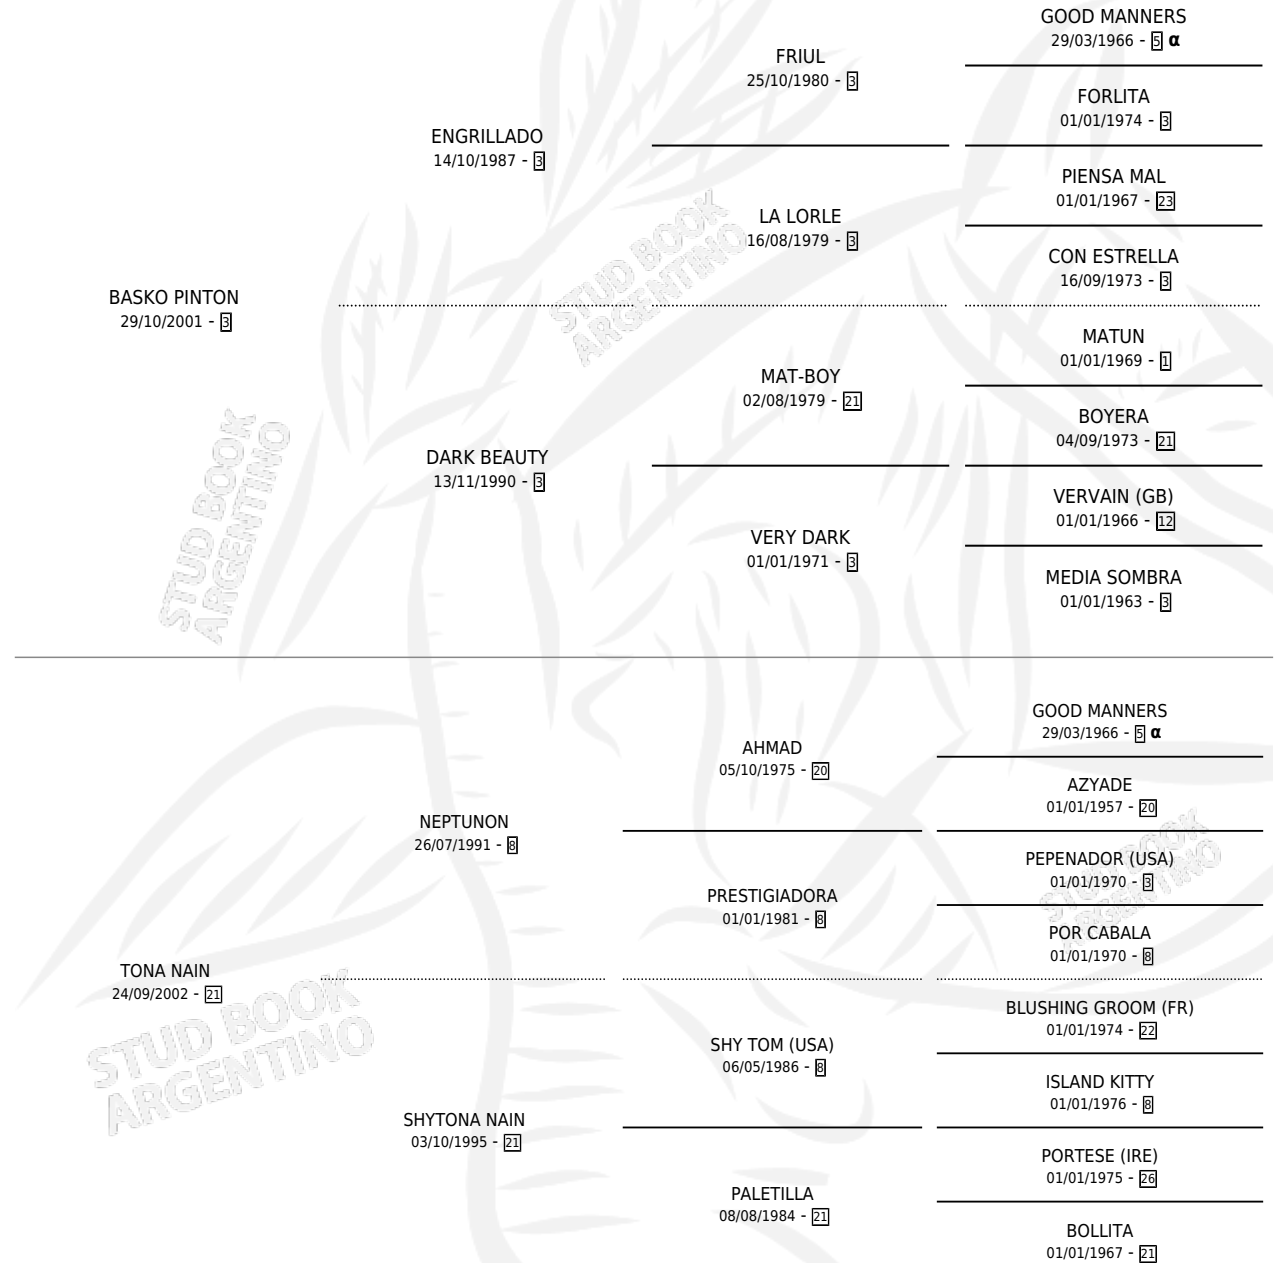 GOOD MANNERS
29/03/1966 - 5 α
FRIUL
25/10/1980 - 3
FORLITA
01/01/1974 - 3
ENGRILLADO
14/10/1987 - 3
PIENSA MAL
01/01/1967 - 23
LA LORLE
16/08/1979 - 3
CON ESTRELLA
16/09/1973 - 3
BASKO PINTON
29/10/2001 - 3
MATUN
01/01/1969 - 1
MAT-BOY
02/08/1979 - 21
BOYERA
04/09/1973 - 21
DARK BEAUTY
13/11/1990 - 3
VERVAIN (GB)
01/01/1966 - 12
VERY DARK
01/01/1971 - 3
MEDIA SOMBRA
01/01/1963 - 3
GOOD MANNERS
29/03/1966 - 5 α
AHMAD
05/10/1975 - 20
AZYADE
01/01/1957 - 20
NEPTUNON
26/07/1991 - 8
PEPENADOR (USA)
01/01/1970 - 3
PRESTIGIADORA
01/01/1981 - 8
POR CABALA
01/01/1970 - 8
TONA NAIN
24/09/2002 - 21
BLUSHING GROOM (FR)
01/01/1974 - 22
SHY TOM (USA)
06/05/1986 - 8
ISLAND KITTY
01/01/1976 - 8
SHYTONA NAIN
03/10/1995 - 21
PORTESE (IRE)
01/01/1975 - 26
PALETILLA
08/08/1984 - 21
BOLLITA
01/01/1967 - 21
STUD BOOK
ARGENTINO
STUD BOOK
ARGENTINO
STUD BOOK
ARGENTINO
STUD BOOK
ARGENTINO